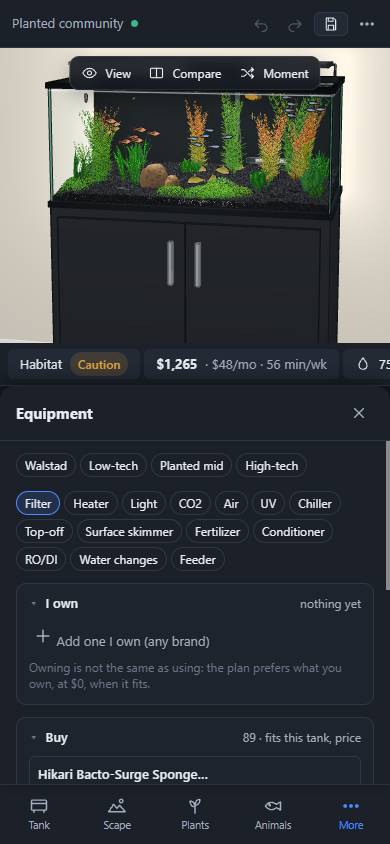 Planted community
View Compare Moment
Habitat Caution $1,265 · $48/mo · 56 min/wk 75
Equipment
Walstad Low-tech Planted mid High-tech
Filter Heater Light CO2 Air UV Chiller
Top-off Surface skimmer Fertilizer Conditioner
RO/DI Water changes Feeder
I own nothing yet
Add one I own (any brand)
Owning is not the same as using: the plan prefers what you
own, at $0, when it fits.
Buy 89 · fits this tank, price
Hikari Bacto-Surge Sponge...
Tank Scape Plants Animals More